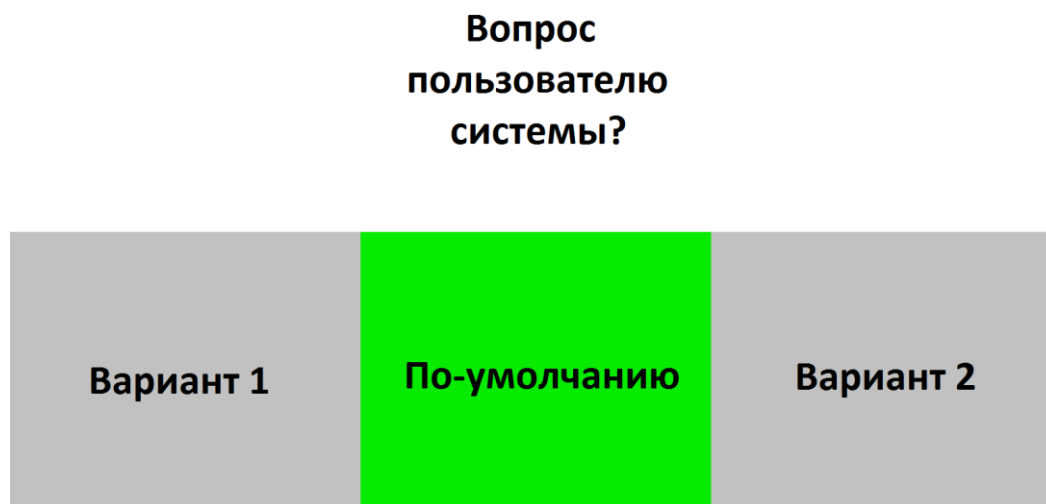 Вопрос
пользователю
системы?
Вариант 1
По-умолчанию
Вариант 2